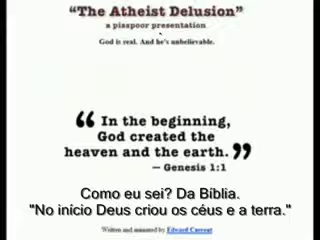 “The Atheist Delusion”
a piaspoor presentation
God is real. And he's unbelievable.
“ In the beginning,
God created the
heaven and the earth. ”
— Genesis 1:1
Como eu sei? Da Bíblia.
"No início Deus criou os céus e a terra."
Written and narrated by Edward Current